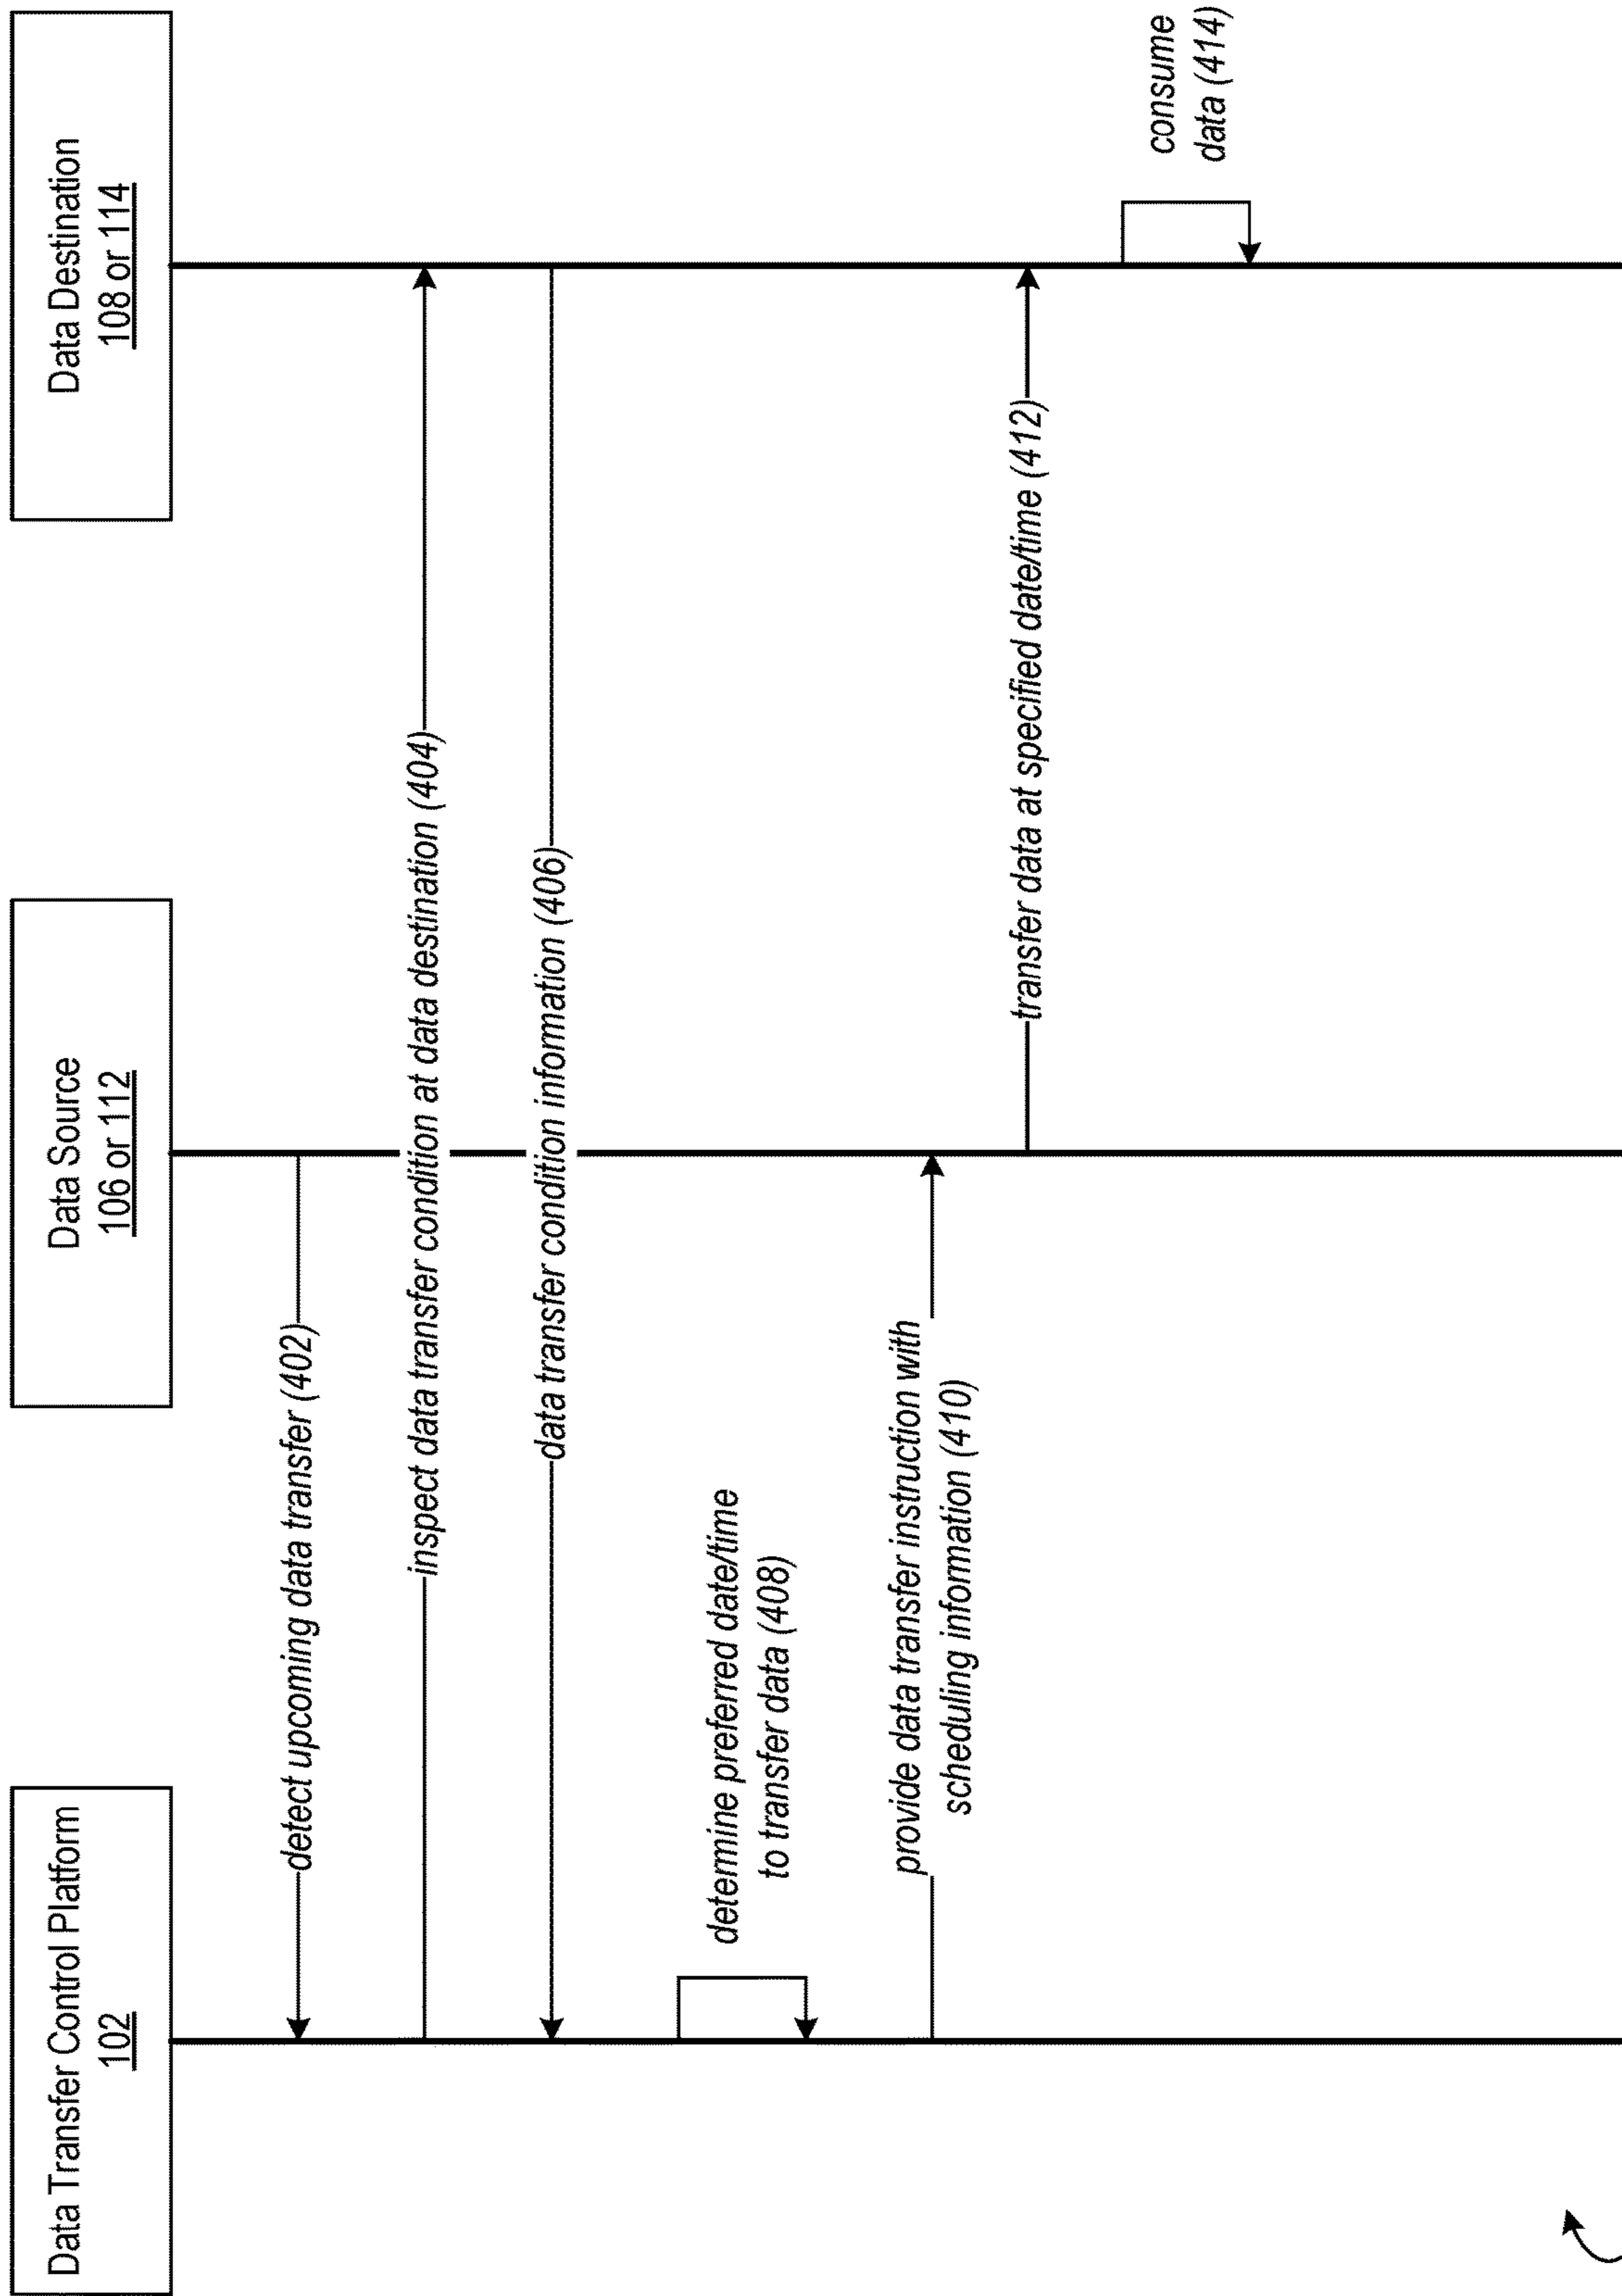 Data Transfer Control Platform
102
Data Source
106 or 112
Data Destination
108 or 114
detect upcoming data transfer (402)
inspect data transfer condition at data destination (404)
data transfer condition information (406)
determine preferred date/time
to transfer data (408)
provide data transfer instruction with
scheduling information (410)
transfer data at specified date/time (412)
consume
data (414)